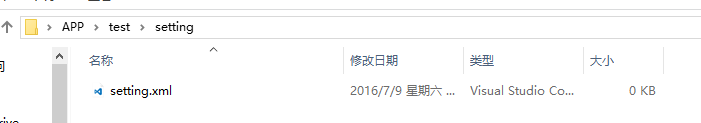 APP > test > setting
名称 修改日期 类型 大小
setting.xml 2016/7/9 星期六 ... Visual Studio Co... 0 KB